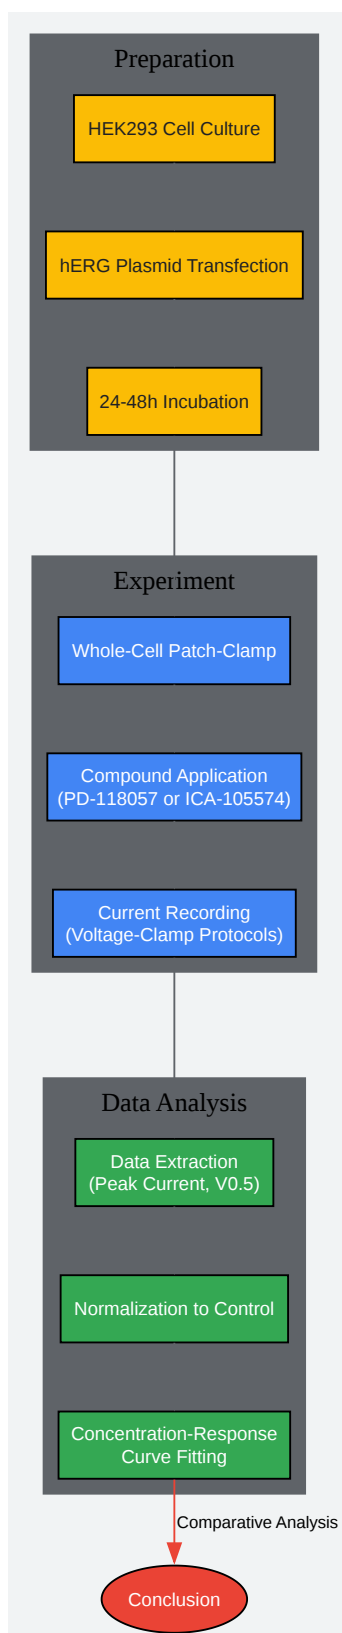 Preparation
HEK293 Cell Culture
hERG Plasmid Transfection
24-48h Incubation
Experiment
Whole-Cell Patch-Clamp
Compound Application
(PD-118057 or ICA-105574)
Current Recording
(Voltage-Clamp Protocols)
Data Analysis
Data Extraction
(Peak Current, V0.5)
Normalization to Control
Concentration-Response
Curve Fitting
Comparative Analysis
Conclusion